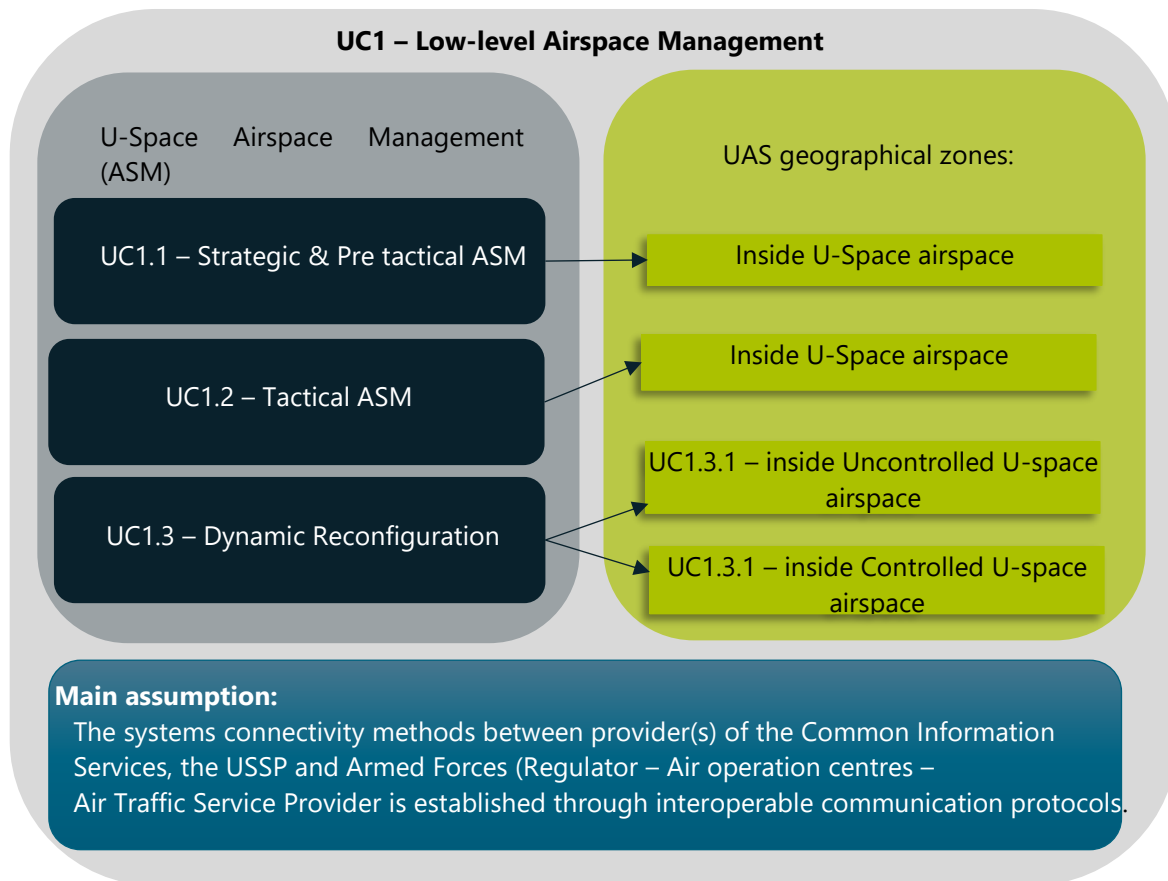 UC1 – Low-level Airspace Management
U-Space Airspace Management
(ASM)
UC1.1 – Strategic & Pre tactical ASM
UC1.2 – Tactical ASM
UC1.3 – Dynamic Reconfiguration
UAS geographical zones:
Inside U-Space airspace
Inside U-Space airspace
UC1.3.1 – inside Uncontrolled U-space
airspace
UC1.3.1 – inside Controlled U-space
airspace
Main assumption:
The systems connectivity methods between provider(s) of the Common Information
Services, the USSP and Armed Forces (Regulator – Air operation centres –
Air Traffic Service Provider is established through interoperable communication protocols.